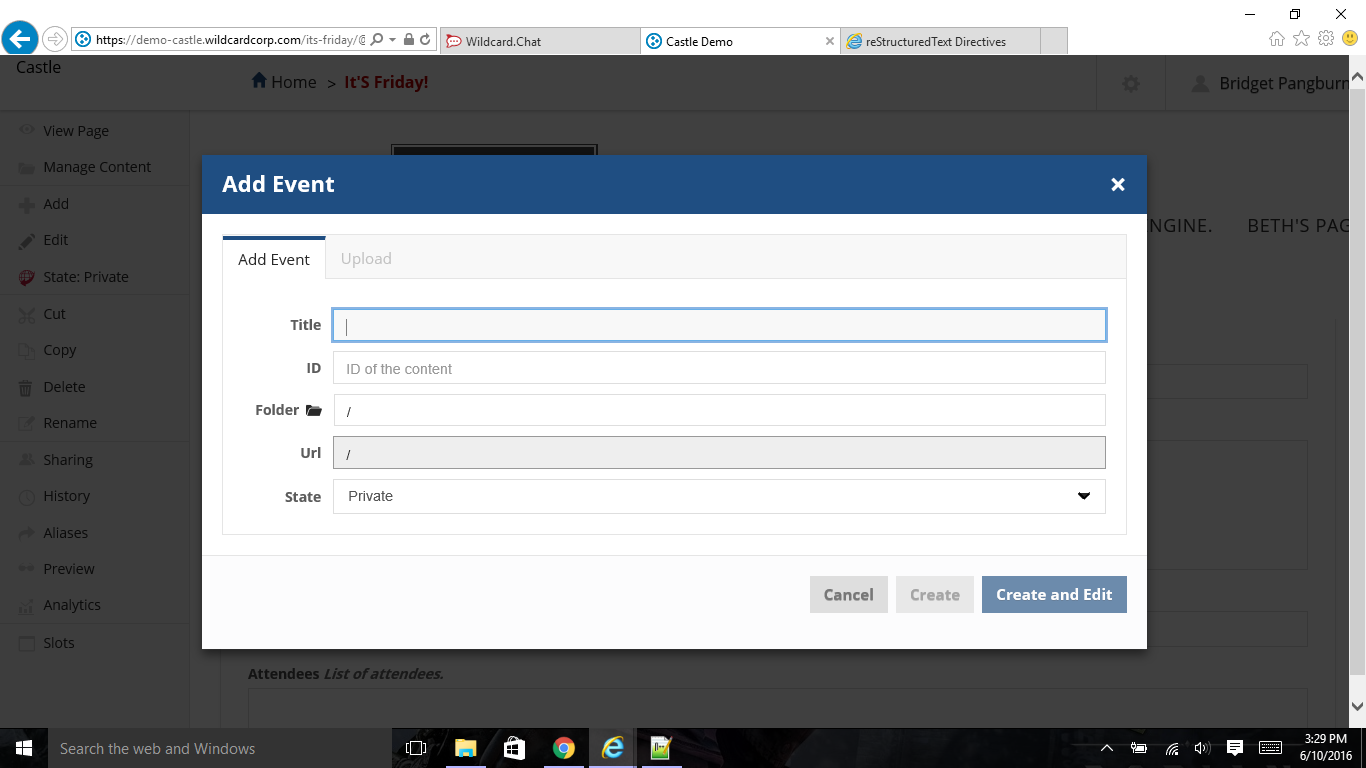 https://demo-castle.wildcardcorp.com/its-friday/@
Wildcard.Chat
Castle Demo
reStructuredText Directives
Castle
Home > It'S Friday!
Bridget Pangburn
View Page
Manage Content
Add
Edit
State: Private
Cut
Copy
Delete
Rename
Sharing
History
Aliases
Preview
Analytics
Slots
NGINE.
BETH'S PAG
Add Event
Add Event
Upload
Title
ID
ID of the content
Folder
/
Url
/
State
Private
Cancel
Create
Create and Edit
Attendees List of attendees.
Search the web and Windows
3:29 PM
6/10/2016